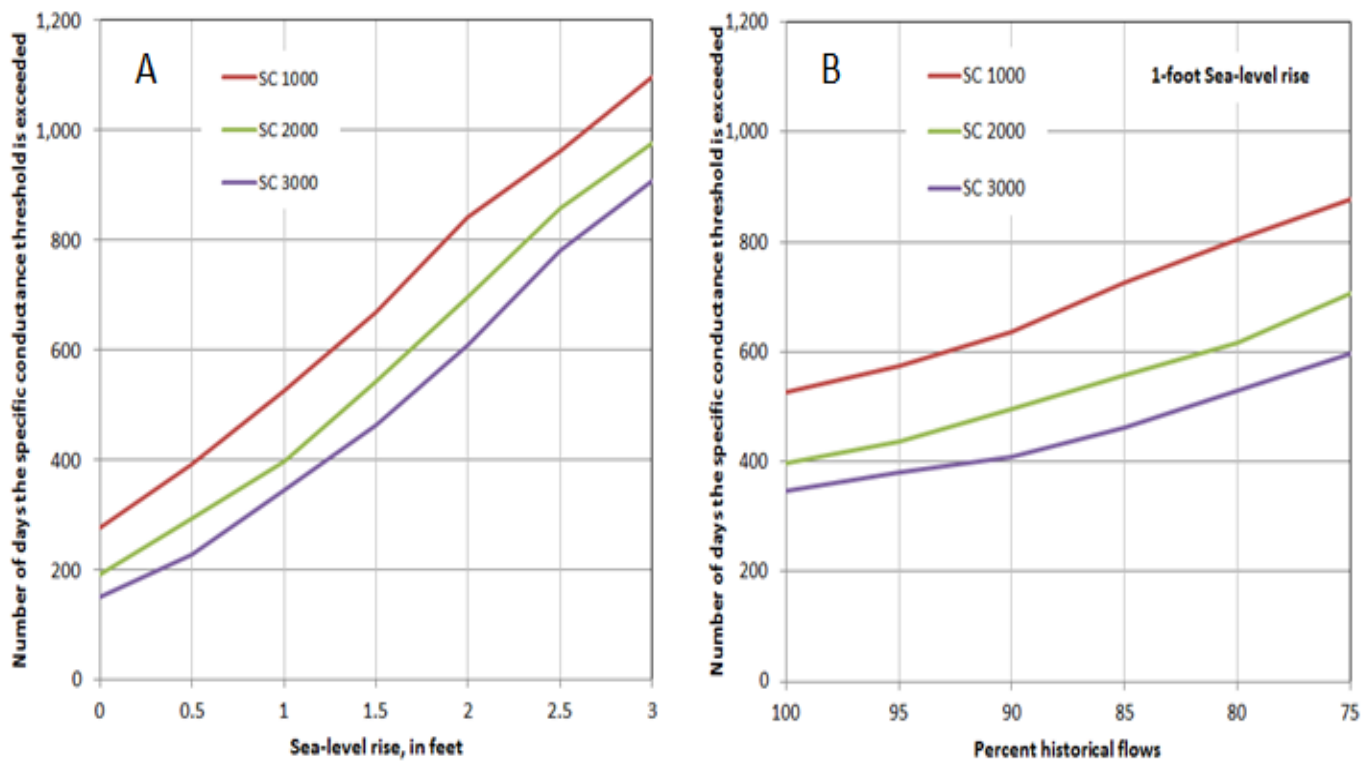 Number of days the specific conductance threshold is exceeded
1,200
1,000
800
600
400
200
0
A
SC 1000
SC 2000
SC 3000
0 0.5 1 1.5 2 2.5 3
Sea-level rise, in feet
Number of days the specific conductance threshold is exceeded
1,200
1,000
800
600
400
200
0
B
SC 1000
SC 2000
SC 3000
1-foot Sea-level rise
100 95 90 85 80 75
Percent historical flows